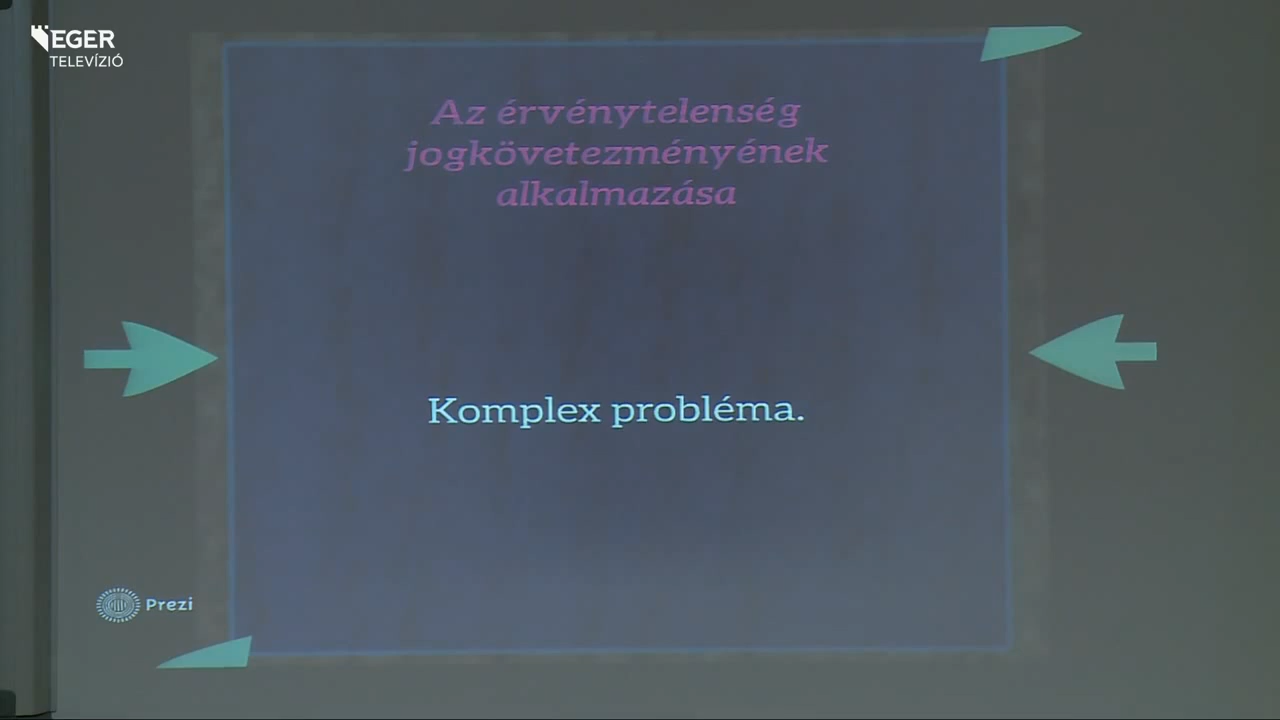 EGER
TELEVÍZIÓ
Az érvénytelenség
jogkövetezményének
alkalmazása
Komplex probléma.
Prezi